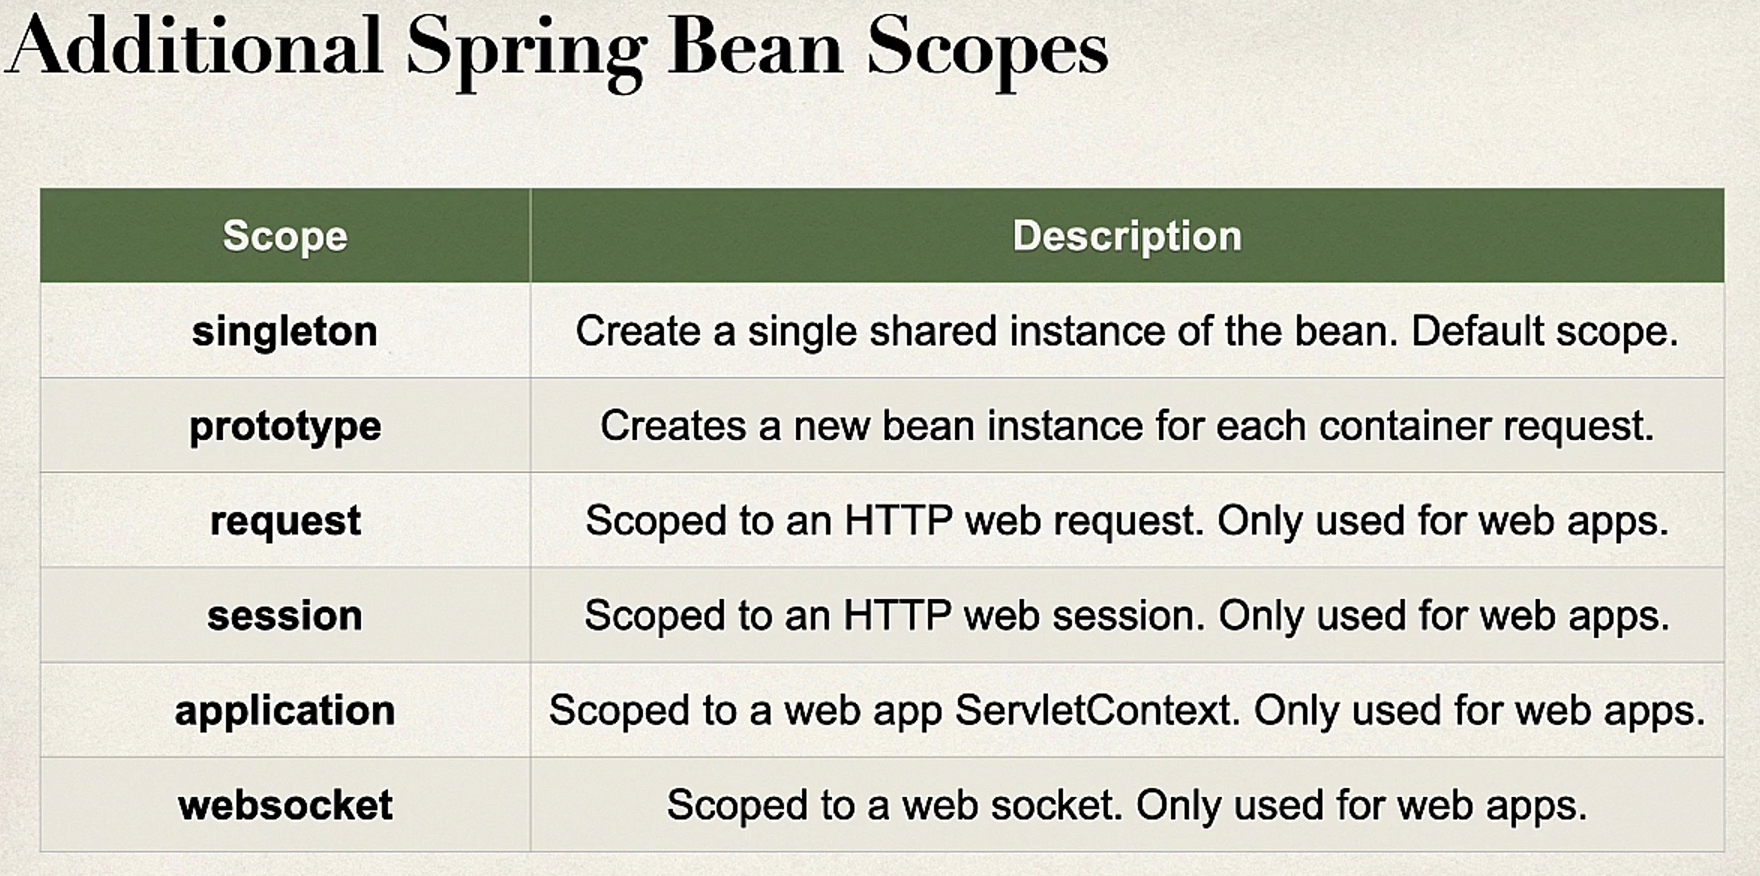 Additional Spring Bean Scopes
Scope Description
singleton Create a single shared instance of the bean. Default scope.
prototype Creates a new bean instance for each container request.
request Scoped to an HTTP web request. Only used for web apps.
session Scoped to an HTTP web session. Only used for web apps.
application Scoped to a web app ServletContext. Only used for web apps.
websocket Scoped to a web socket. Only used for web apps.